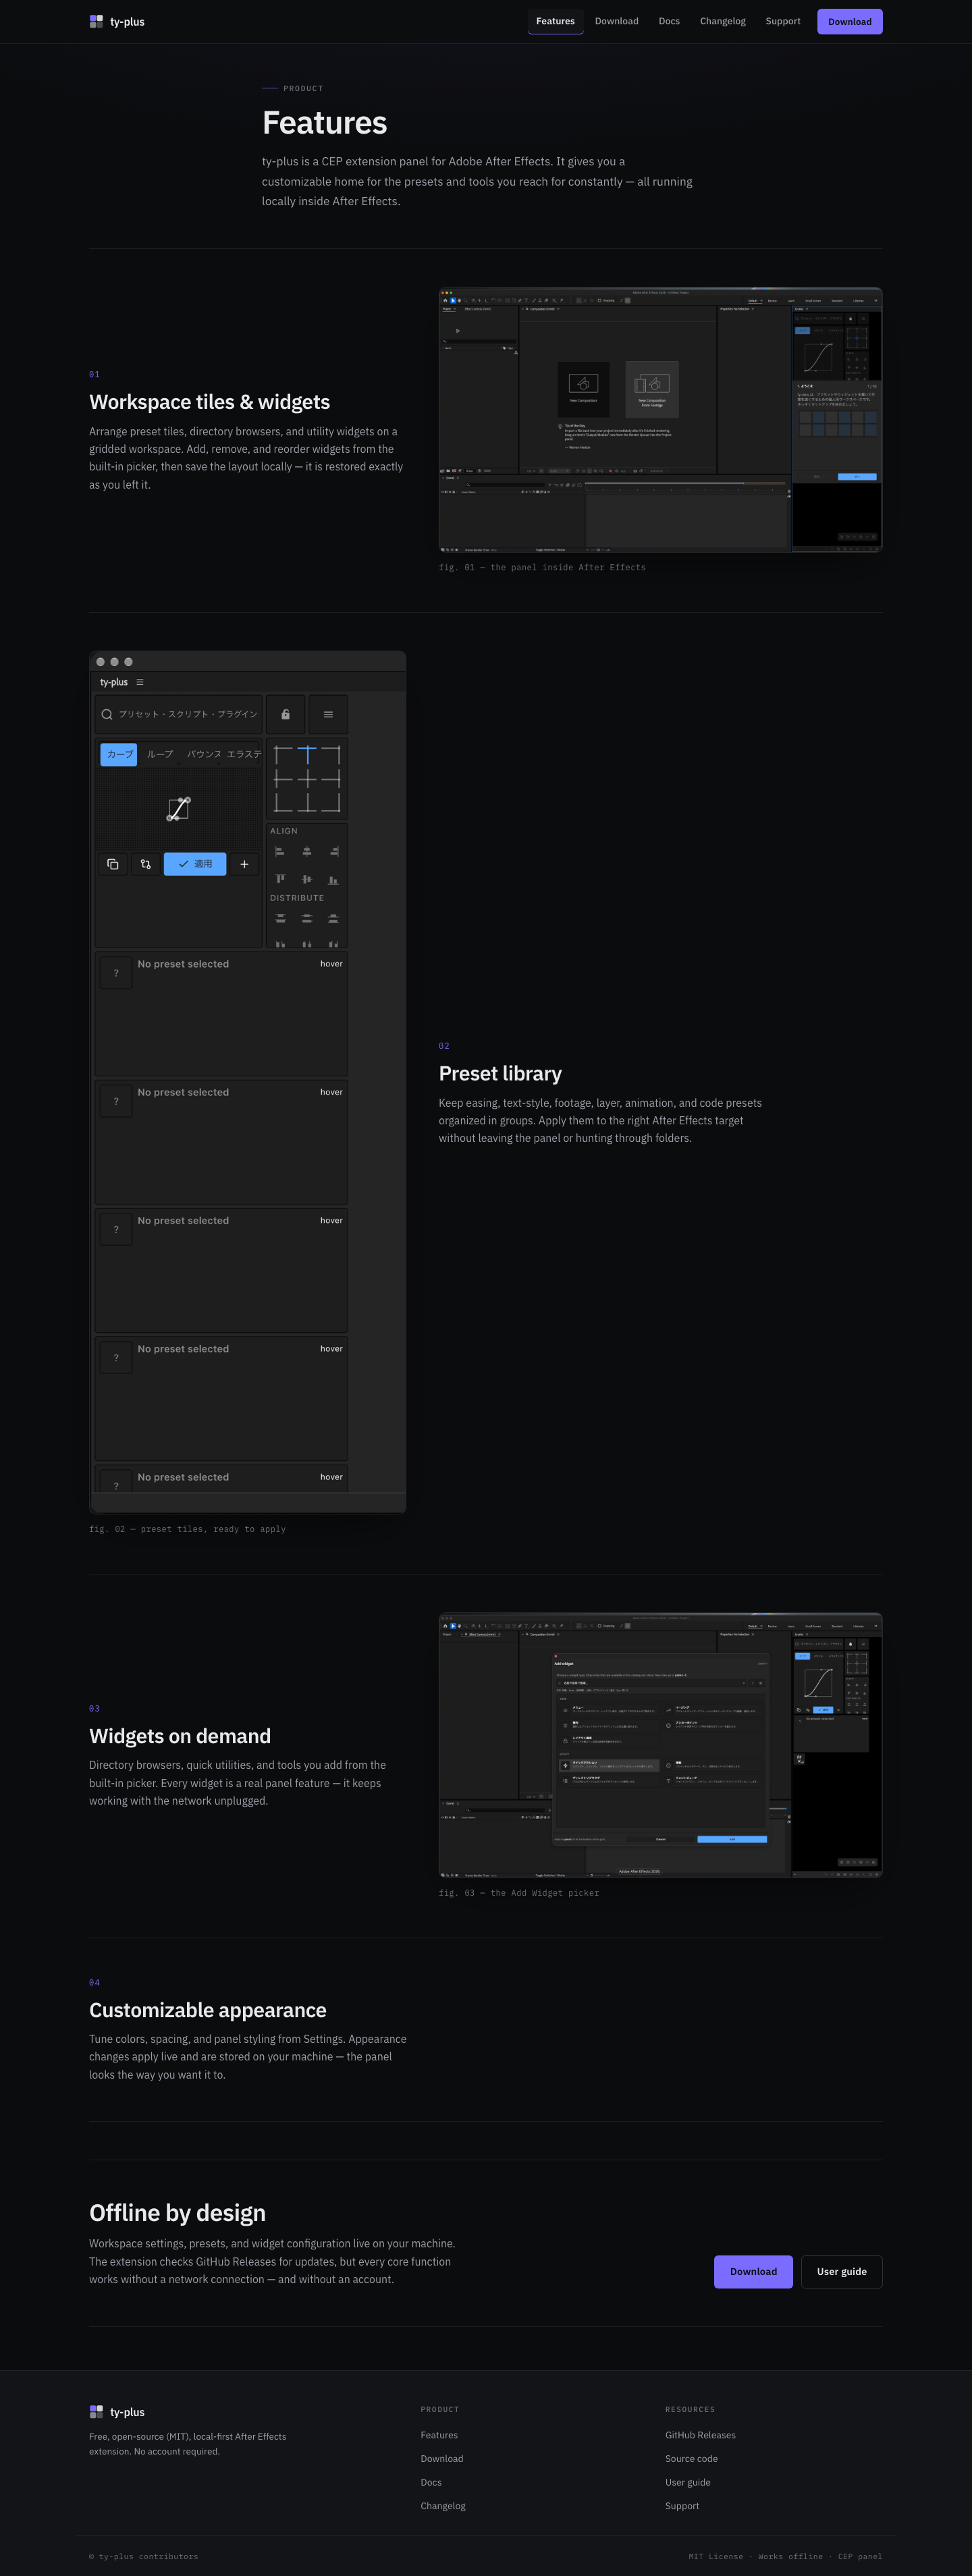 ty-plus
Features Download Docs Changelog Support Download
PRODUCT
Features
ty-plus is a CEP extension panel for Adobe After Effects. It gives you a
customizable home for the presets and tools you reach for constantly — all running
locally inside After Effects.
01
Workspace tiles & widgets
Arrange preset tiles, directory browsers, and utility widgets on a
gridded workspace. Add, remove, and reorder widgets from the
built-in picker, then save the layout locally — it is restored exactly
as you left it.
New Composition
New Composition
From Footage
fig. 01 — the panel inside After Effects
ty-plus
プリセット・スクリプト・プラグイン
カーブ ループ バウンス エラステ
適用
ALIGN
DISTRIBUTE
No preset selected hover
?
No preset selected hover
?
No preset selected hover
?
No preset selected hover
?
No preset selected hover
?
fig. 02 — preset tiles, ready to apply
02
Preset library
Keep easing, text-style, footage, layer, animation, and code presets
organized in groups. Apply them to the right After Effects target
without leaving the panel or hunting through folders.
03
Widgets on demand
Directory browsers, quick utilities, and tools you add from the
built-in picker. Every widget is a real panel feature — it keeps
working with the network unplugged.
Add widget
Cancel
Adobe After Effects 2026
fig. 03 — the Add Widget picker
04
Customizable appearance
Tune colors, spacing, and panel styling from Settings. Appearance
changes apply live and are stored on your machine — the panel
looks the way you want it to.
Offline by design
Workspace settings, presets, and widget configuration live on your machine.
The extension checks GitHub Releases for updates, but every core function
works without a network connection — and without an account.
Download User guide
ty-plus
Free, open-source (MIT), local-first After Effects
extension. No account required.
PRODUCT
Features
Download
Docs
Changelog
RESOURCES
GitHub Releases
Source code
User guide
Support
© ty-plus contributors
MIT License · Works offline · CEP panel